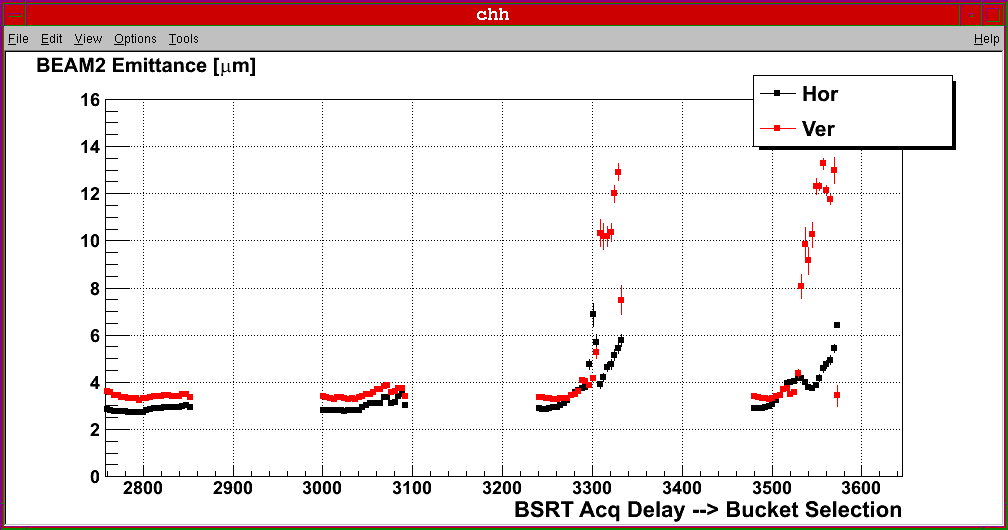 chh
File Edit View Options Tools Help
BEAM2 Emittance [μm]
Hor
Ver
16
14
12
10
8
6
4
2
0
2800 2900 3000 3100 3200 3300 3400 3500 3600
BSRT Acq Delay --> Bucket Selection